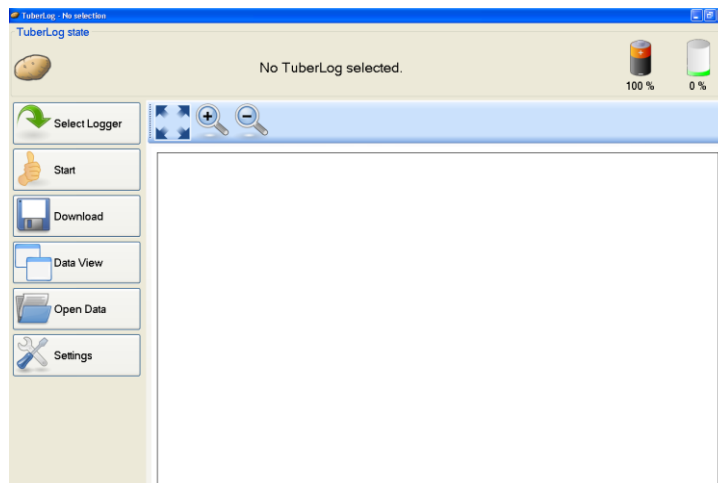 TuberLog - No selection
TuberLog state
No TuberLog selected.
100 %
0 %
Select Logger
Start
Download
Data View
Open Data
Settings